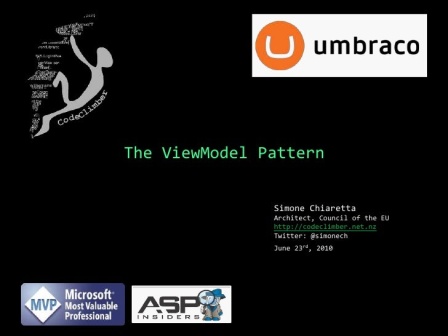 CodeClimber
umbraco
The ViewModel Pattern
Simone Chiaretta
Architect, Council of the EU
http://codeclimber.net.nz
Twitter: @simonech
June 23rd, 2010
MVP
Microsoft®
Most Valuable
Professional
ASP
INSIDERS